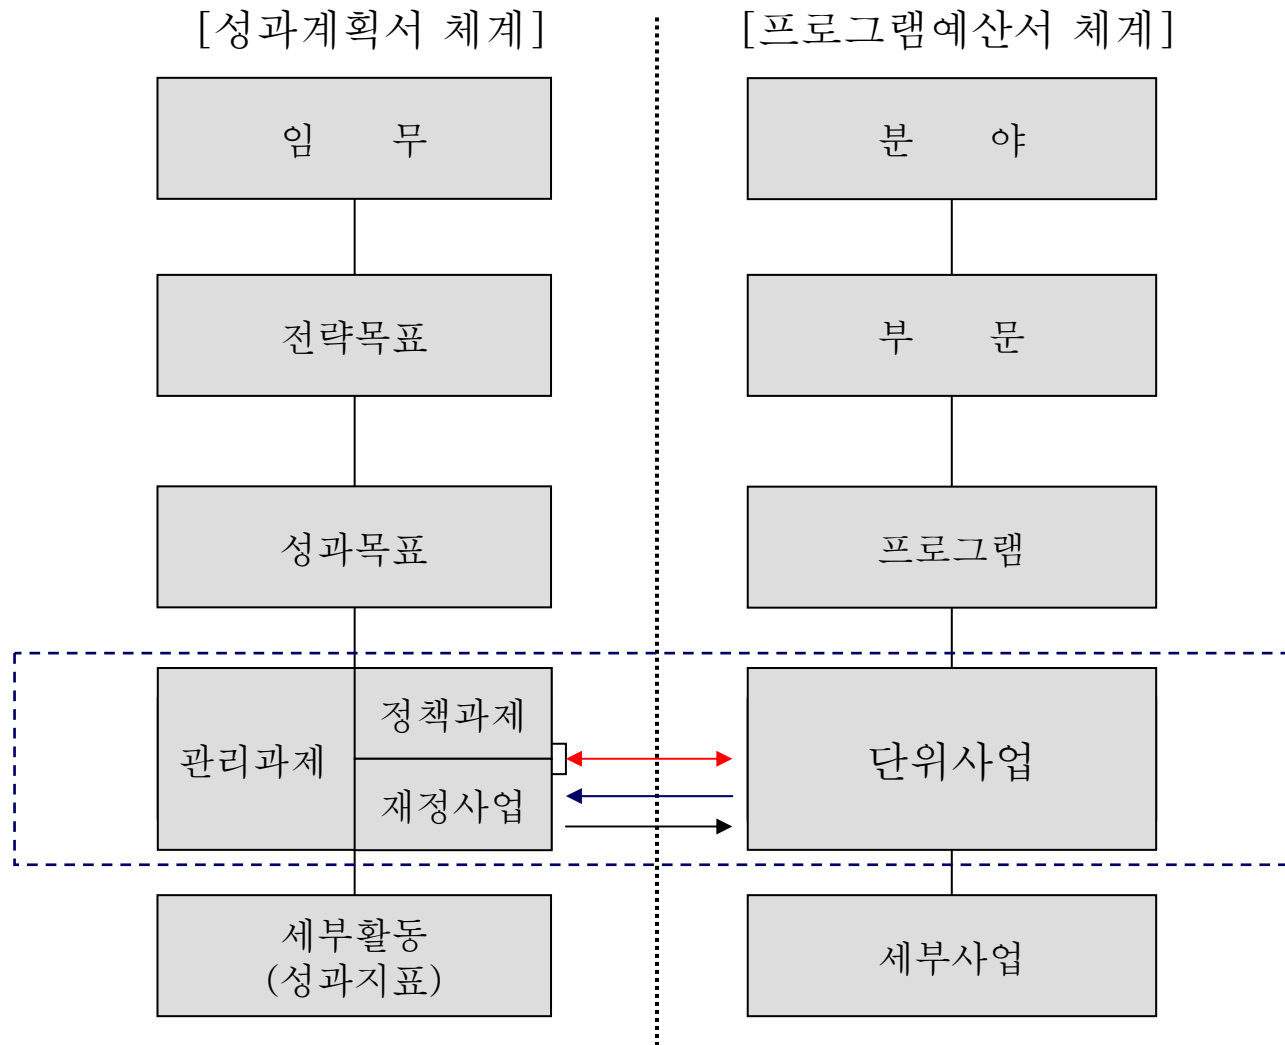 [성과계획서 체계]
[프로그램예산서 체계]
임 무
분 야
전략목표
부 문
성과목표
프로그램
관리과제
정책과제
재정사업
단위사업
세부활동
(성과지표)
세부사업